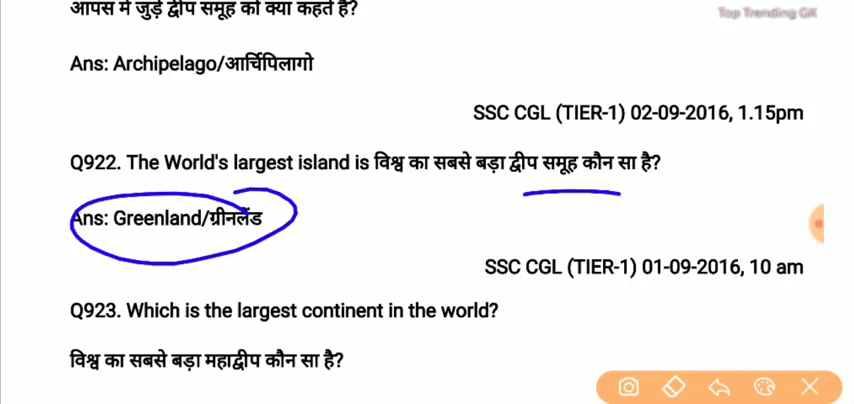 आपस में जुड़े द्वीप समूह को क्या कहते है?
Top Trending GK
Ans: Archipelago/आर्चिपिलागो
SSC CGL (TIER-1) 02-09-2016, 1.15pm
Q922. The World's largest island is विश्व का सबसे बड़ा द्वीप समूह कौन सा है?
Ans: Greenland/ग्रीनलैंड
SSC CGL (TIER-1) 01-09-2016, 10 am
Q923. Which is the largest continent in the world?
विश्व का सबसे बड़ा महाद्वीप कौन सा है?